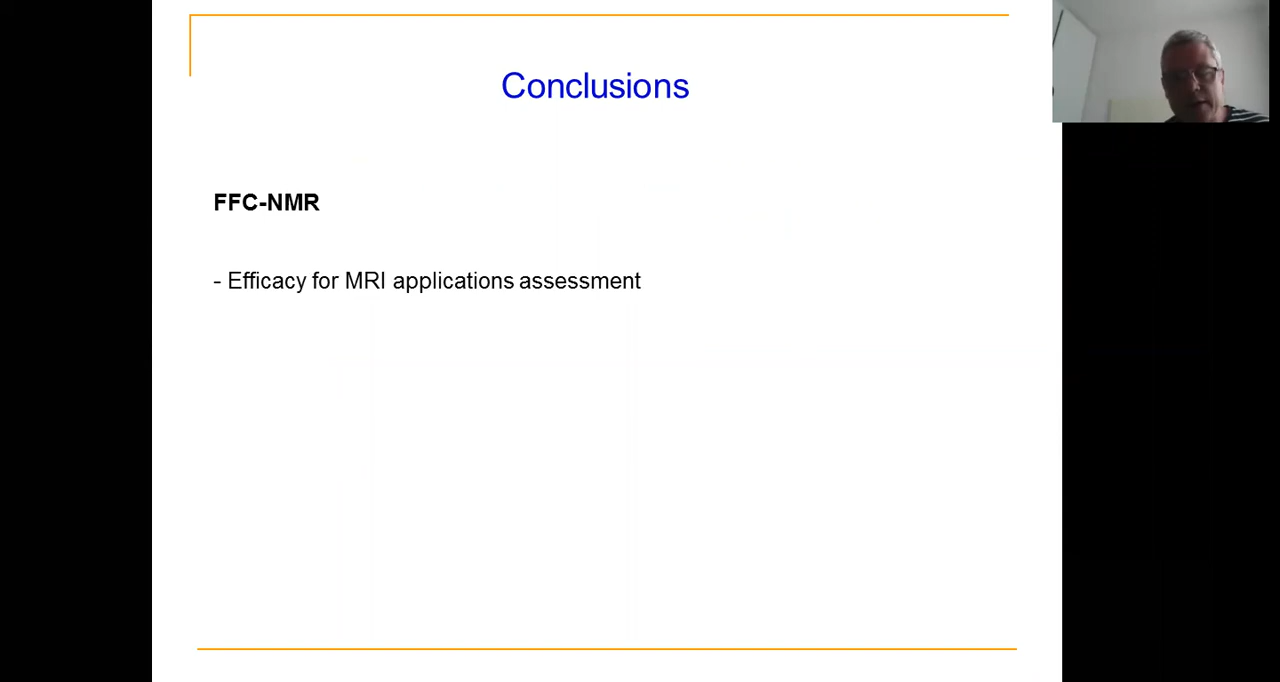 Conclusions
FFC-NMR
- Efficacy for MRI applications assessment